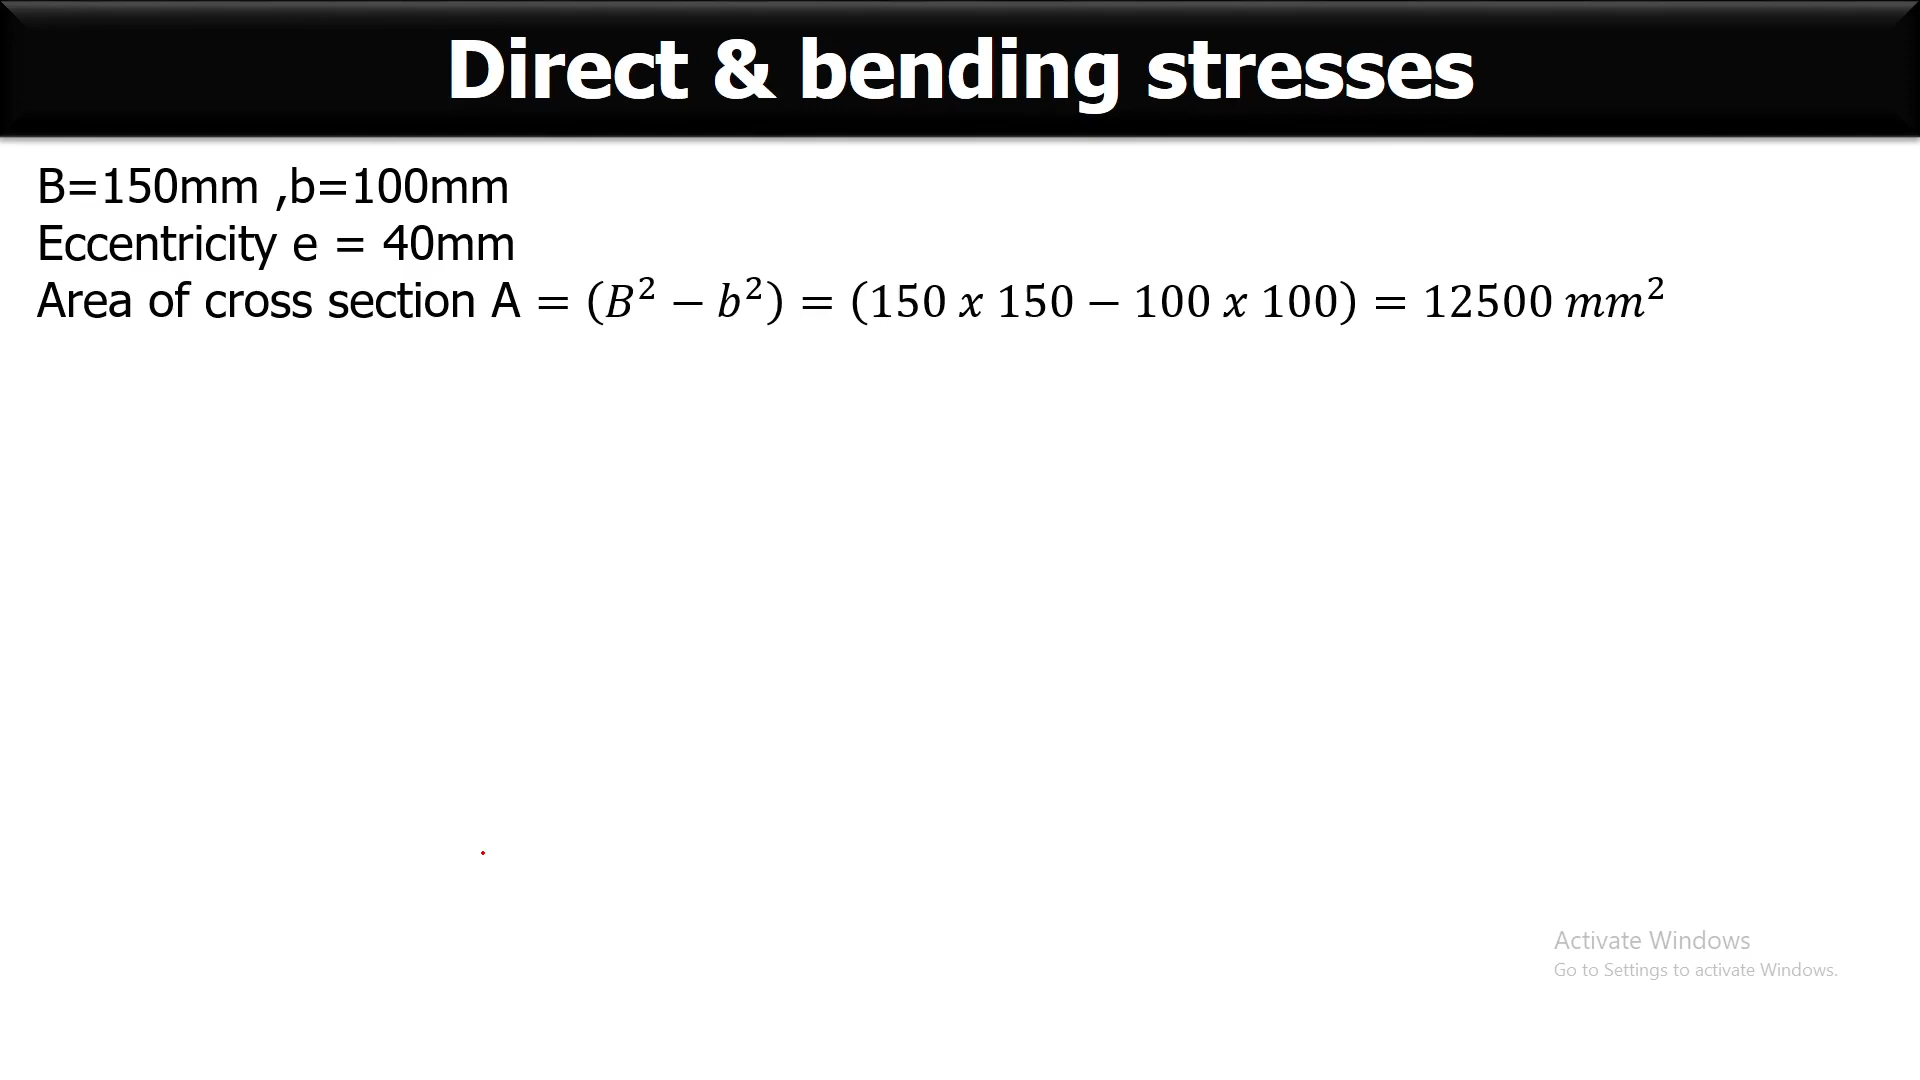 Direct & bending stresses
B=150mm ,b=100mm
Eccentricity e = 40mm
Area of cross section A = (B² − b²) = (150 x 150 − 100 x 100) = 12500 mm²
Activate Windows
Go to Settings to activate Windows.